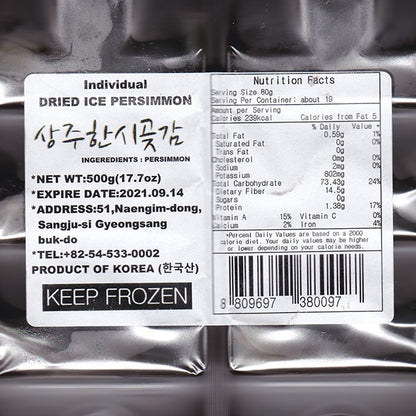 individual
DRIED ICE PERSIMMON
상주한시곶감
INGEREDIENTS : PERSIMMON
*NET WT:500g(17.7oz)
*EXPIRE DATE:2021.09.14
*ADDRESS:51,Naengim-dong,
Sangju-si Gyeongsang
buk-do
*TEL:+82-54-533-0002
PRODUCT OF KOREA (한국산)
KEEP FROZEN
Nutrition Facts
Serving Size 80g
Serving Per Container: about 19
Amount per Serving
Calories 239kcal Calories from Fat 5
% Daily Value *
Total Fat 0.59g 1%
Saturated Fat 0g 0%
Trans Fat 0g
Cholesterol 0mg 0%
Sodium 2mg 0%
Potassium 802mg
Total Carbohydrate 73.43g 24%
Dietary Fiber 14.5g
Sugars 0g
Protein 1.38g 17%
Vitamin A 15% Vitamin C 0%
Calcium 2% Iron 4%
*Percent Daily Values are based on a 2000
calorie diet. Your daily values may be higher
or lower depending on your calorie needs.
8 809697 380097